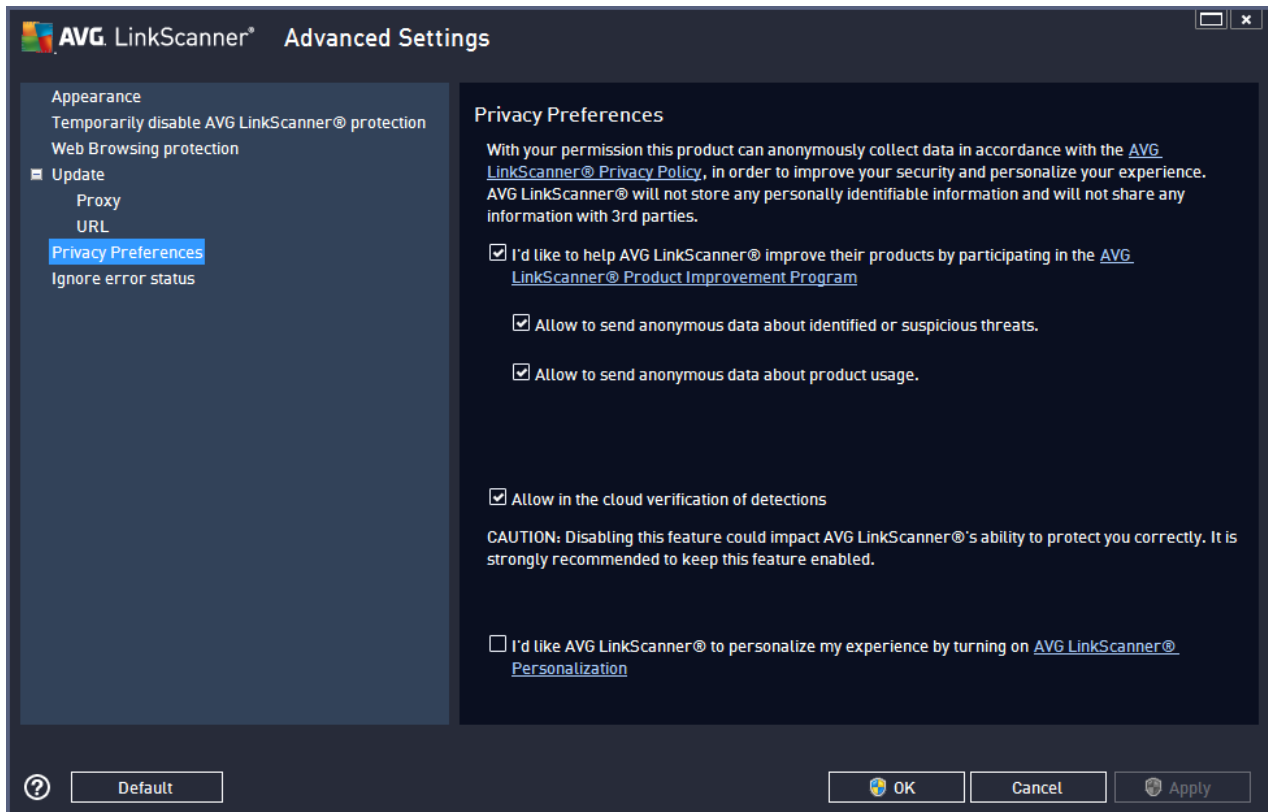 AVG. LinkScanner® Advanced Settings
Appearance
Temporarily disable AVG LinkScanner® protection
Web Browsing protection
Update
Proxy
URL
Privacy Preferences
Ignore error status
Privacy Preferences
With your permission this product can anonymously collect data in accordance with the AVG
LinkScanner® Privacy Policy, in order to improve your security and personalize your experience.
AVG LinkScanner® will not store any personally identifiable information and will not share any
information with 3rd parties.
I'd like to help AVG LinkScanner® improve their products by participating in the AVG
LinkScanner® Product Improvement Program
Allow to send anonymous data about identified or suspicious threats.
Allow to send anonymous data about product usage.
Allow in the cloud verification of detections
CAUTION: Disabling this feature could impact AVG LinkScanner®'s ability to protect you correctly. It is
strongly recommended to keep this feature enabled.
I'd like AVG LinkScanner® to personalize my experience by turning on AVG LinkScanner®
Personalization
? Default OK Cancel Apply